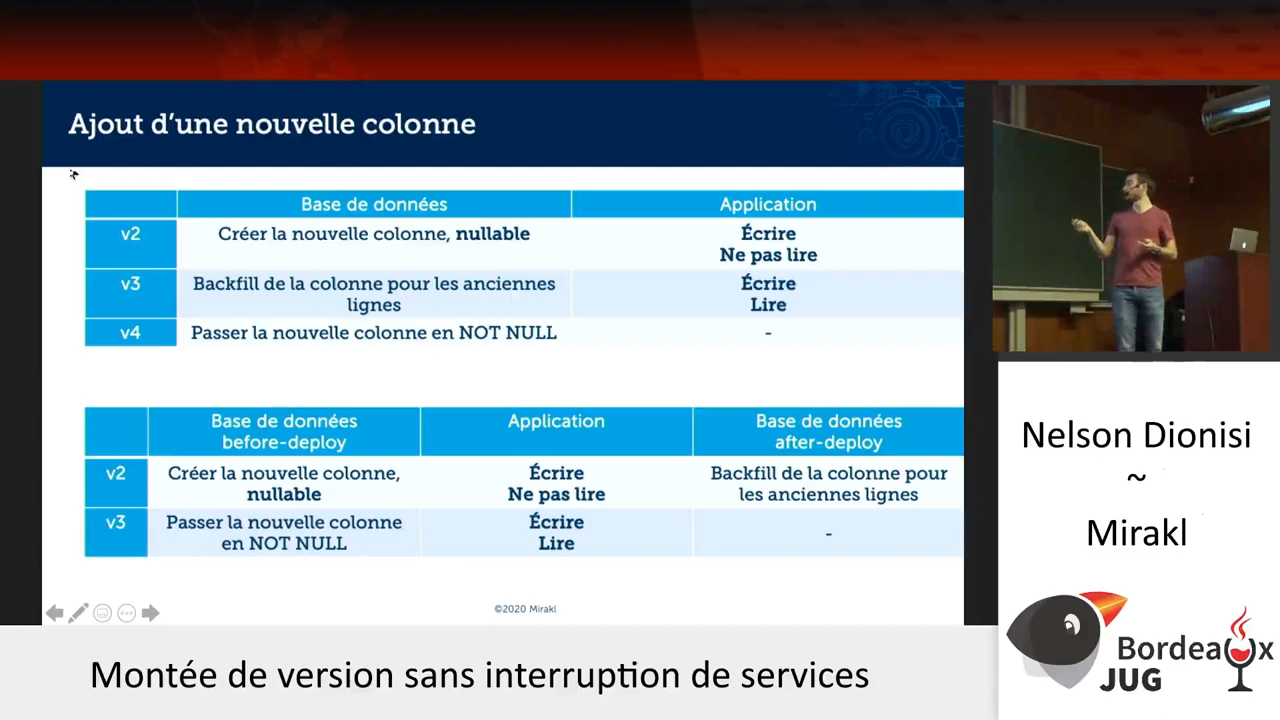 Ajout d’une nouvelle colonne
Base de données
Application
v2
Créer la nouvelle colonne, nullable
Écrire
Ne pas lire
v3
Backfill de la colonne pour les anciennes
lignes
Écrire
Lire
v4
Passer la nouvelle colonne en NOT NULL
-
Base de données
before-deploy
Application
Base de données
after-deploy
v2
Créer la nouvelle colonne,
nullable
Écrire
Ne pas lire
Backfill de la colonne pour
les anciennes lignes
v3
Passer la nouvelle colonne
en NOT NULL
Écrire
Lire
-
©2020 Mirakl
Nelson Dionisi
~
Mirakl
Bordeaux
JUG
Montée de version sans interruption de services